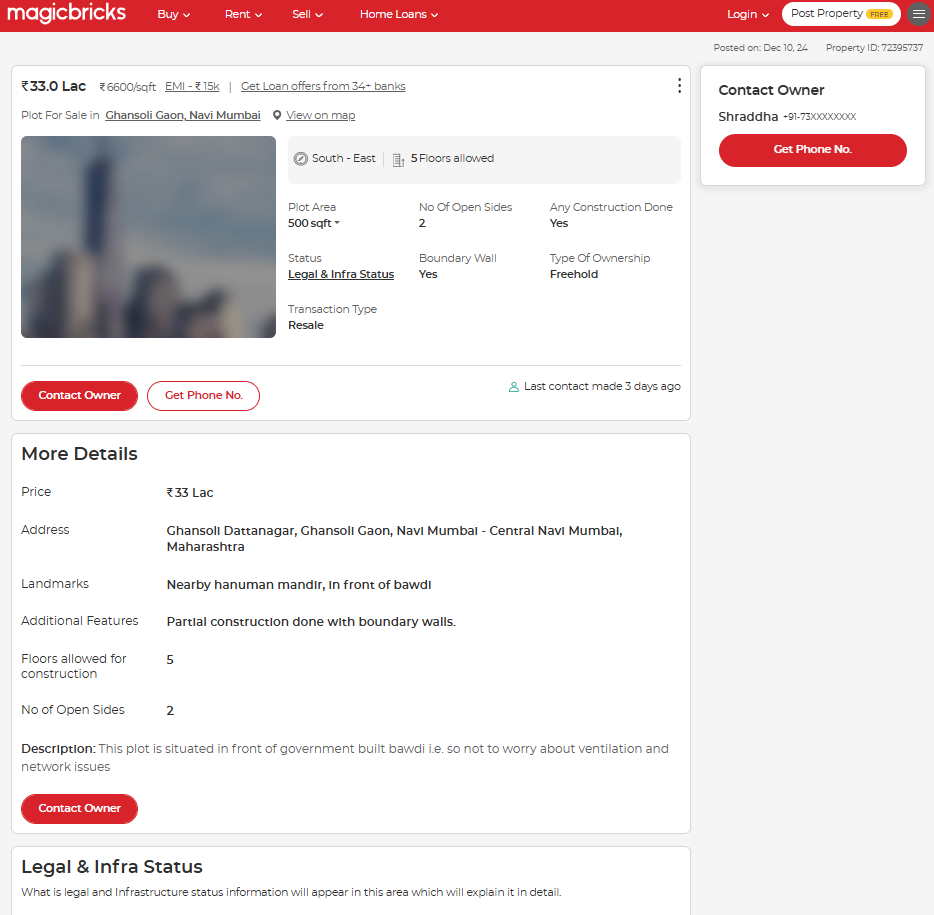 magicbricks
Buy Rent Sell Home Loans Login Post Property FREE
Posted on: Dec 10, 24 Property ID: 72395737
₹33.0 Lac ₹6600/sqft EMI - ₹15k | Get Loan offers from 34+ banks
Plot For Sale in Ghansoli Gaon, Navi Mumbai View on map
South - East 5 Floors allowed
Plot Area No Of Open Sides Any Construction Done
500 sqft 2 Yes
Status Boundary Wall Type Of Ownership
Legal & Infra Status Yes Freehold
Transaction Type
Resale
Contact Owner Get Phone No. Last contact made 3 days ago
Contact Owner
Shraddha +91-73XXXXXXXX
Get Phone No.
More Details
Price ₹33 Lac
Address Ghansoli Dattanagar, Ghansoli Gaon, Navi Mumbai - Central Navi Mumbai,
Maharashtra
Landmarks Nearby hanuman mandir, in front of bawdi
Additional Features Partial construction done with boundary walls.
Floors allowed for 5
construction
No of Open Sides 2
Description: This plot is situated in front of government built bawdi i.e. so not to worry about ventilation and
network issues
Contact Owner
Legal & Infra Status
What is legal and Infrastructure status information will appear in this area which will explain it in detail.